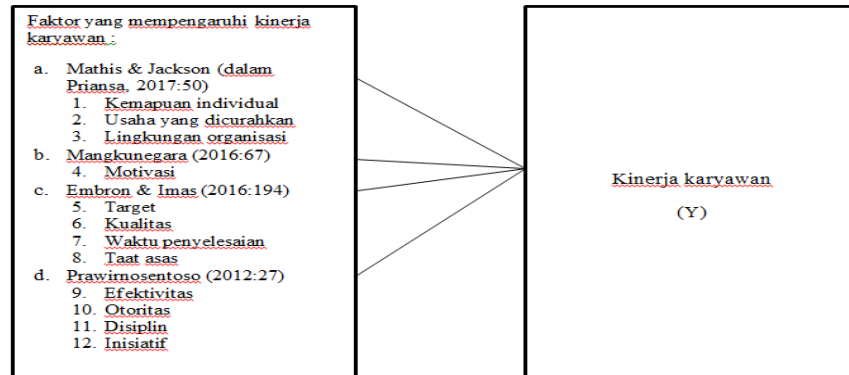 Faktor yang mempengaruhi kinerja
karyawan :
a. Mathis & Jackson (dalam
Priansa, 2017:50)
1. Kemapuan individual
2. Usaha yang dicurahkan
3. Lingkungan organisasi
b. Mangkunegara (2016:67)
4. Motivasi
c. Embron & Imas (2016:194)
5. Target
6. Kualitas
7. Waktu penyelesaian
8. Taat asas
d. Prawirnosentoso (2012:27)
9. Efektivitas
10. Otoritas
11. Disiplin
12. Inisiatif
Kinerja karyawan
(Y)